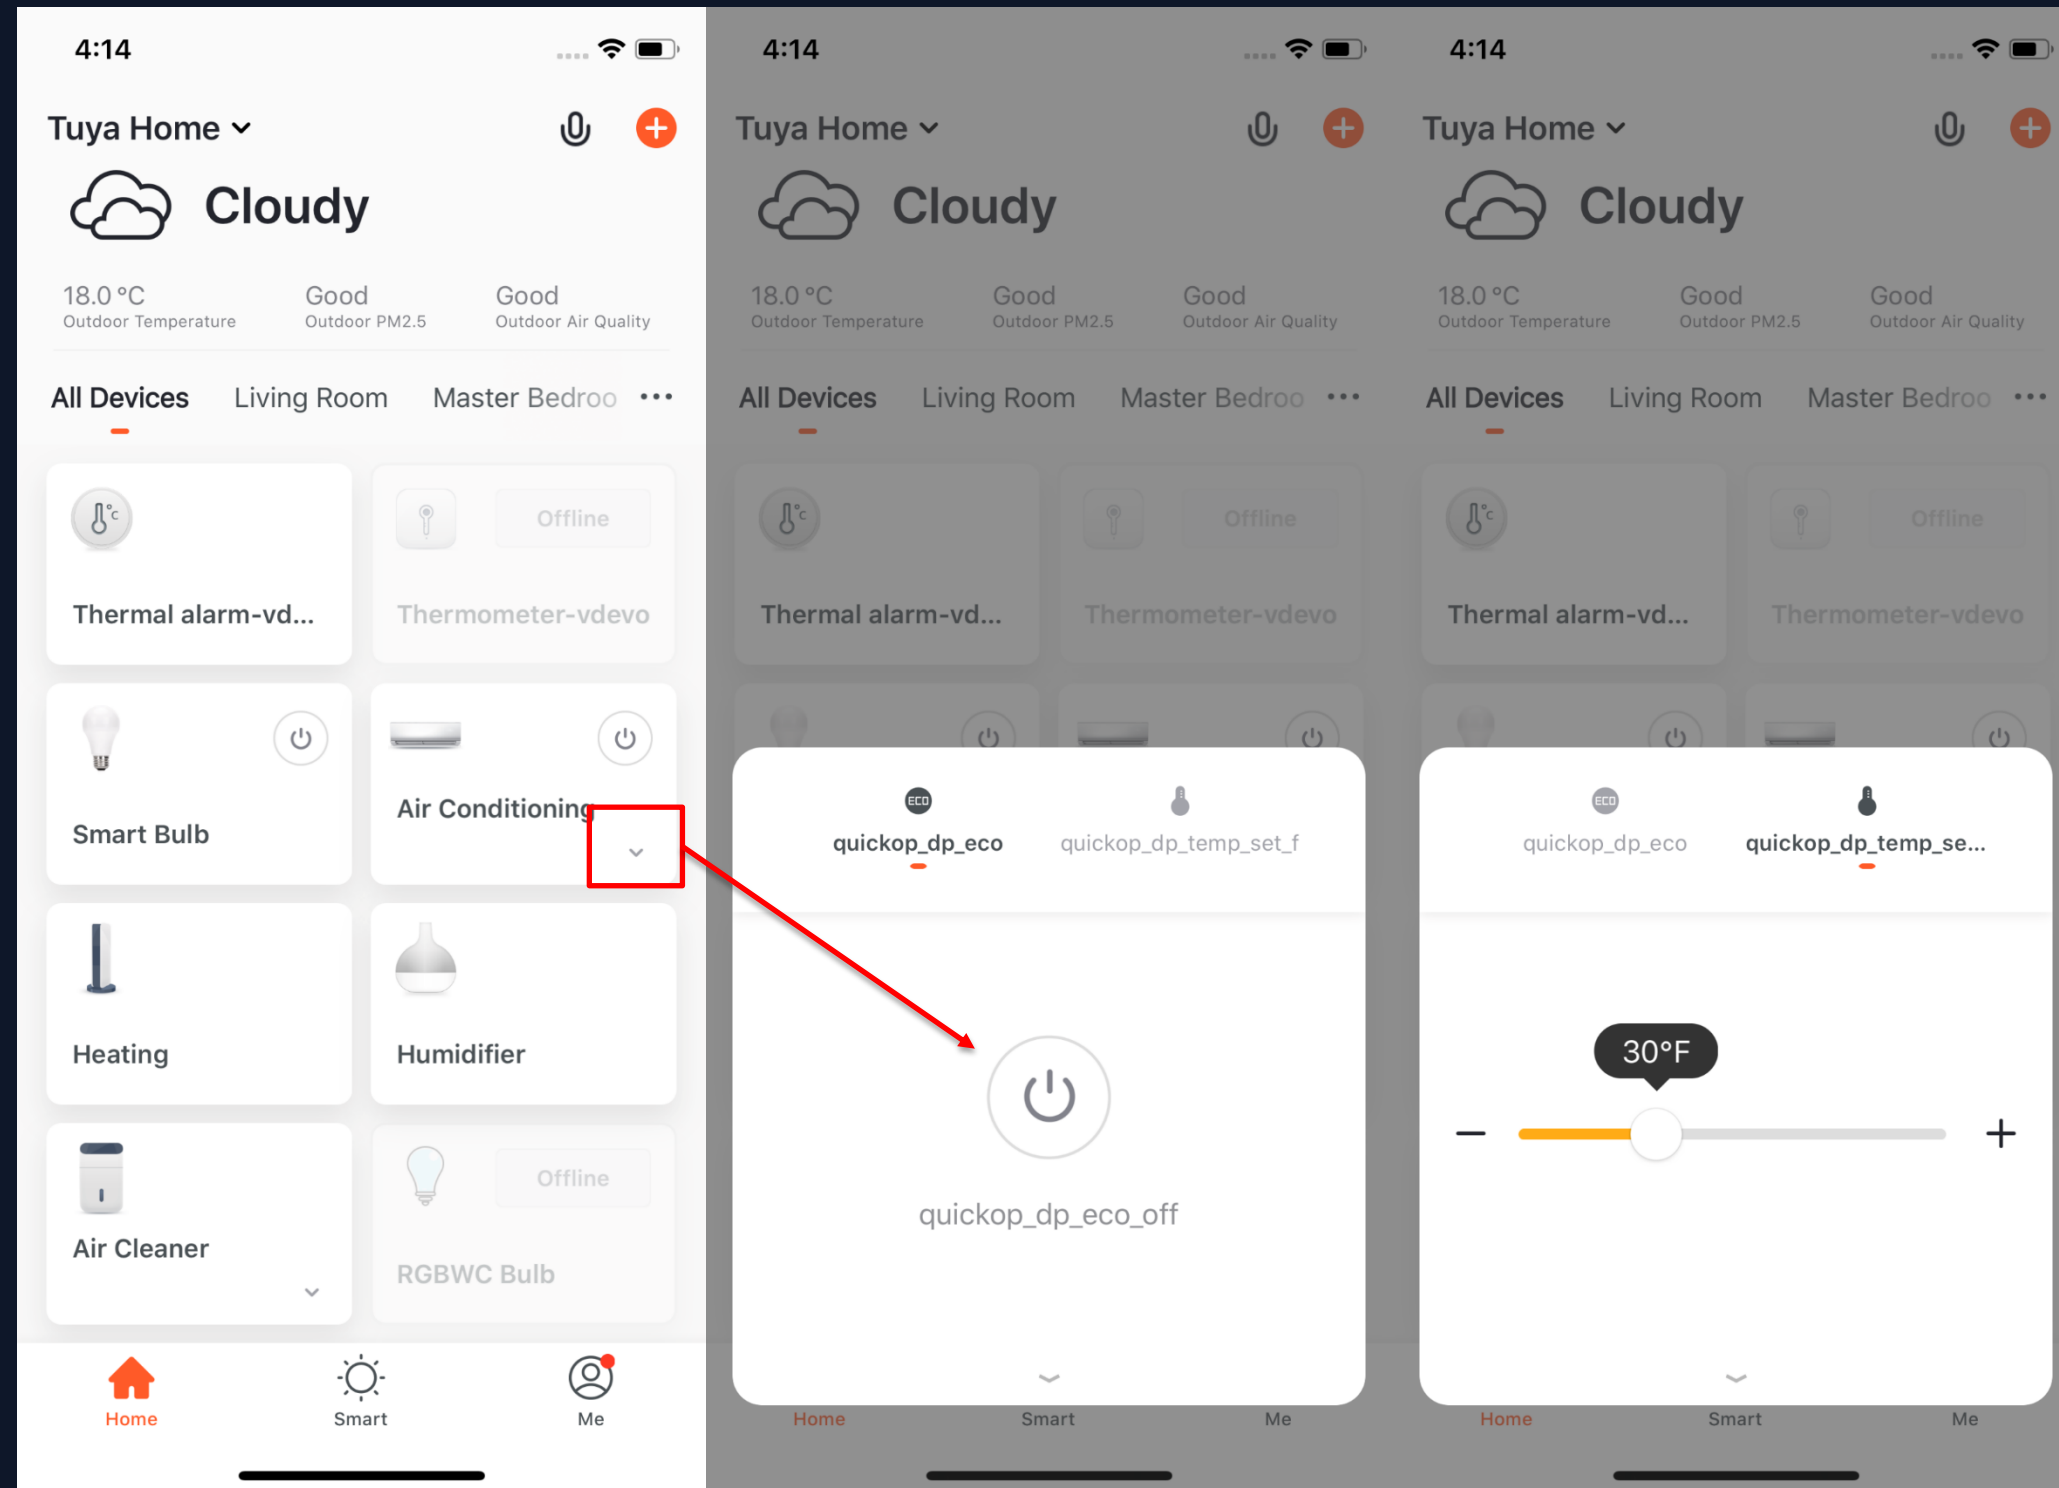 4:14
Tuya Home
Cloudy
18.0 °C Good Good
Outdoor Temperature Outdoor PM2.5 Outdoor Air Quality
All Devices Living Room Master Bedroo
°c
Offline
Thermal alarm-vd... Thermometer-vdevo
Smart Bulb Air Conditioning
Heating Humidifier
Offline
Air Cleaner RGBWC Bulb
Home Smart Me
4:14
Tuya Home
Cloudy
18.0 °C Good Good
Outdoor Temperature Outdoor PM2.5 Outdoor Air Quality
All Devices Living Room Master Bedroo
°c
Offline
Thermal alarm-vd... Thermometer-vdevo
ECO
quickop_dp_eco quickop_dp_temp_set_f
quickop_dp_eco_off
Home Smart Me
4:14
Tuya Home
Cloudy
18.0 °C Good Good
Outdoor Temperature Outdoor PM2.5 Outdoor Air Quality
All Devices Living Room Master Bedroo
°c
Offline
Thermal alarm-vd... Thermometer-vdevo
ECO
quickop_dp_eco quickop_dp_temp_se...
30°F
Home Smart Me